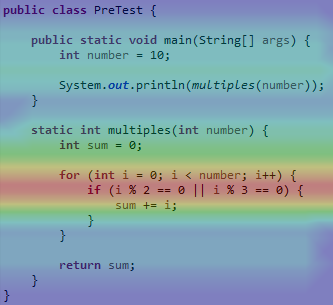 public class PreTest {
    public static void main(String[] args) {
        int number = 10;
        System.out.println(multiples(number));
    }
    static int multiples(int number) {
        int sum = 0;
        for (int i = 0; i < number; i++) {
            if (i % 2 == 0 || i % 3 == 0) {
                sum += i;
            }
        }
        return sum;
    }
}